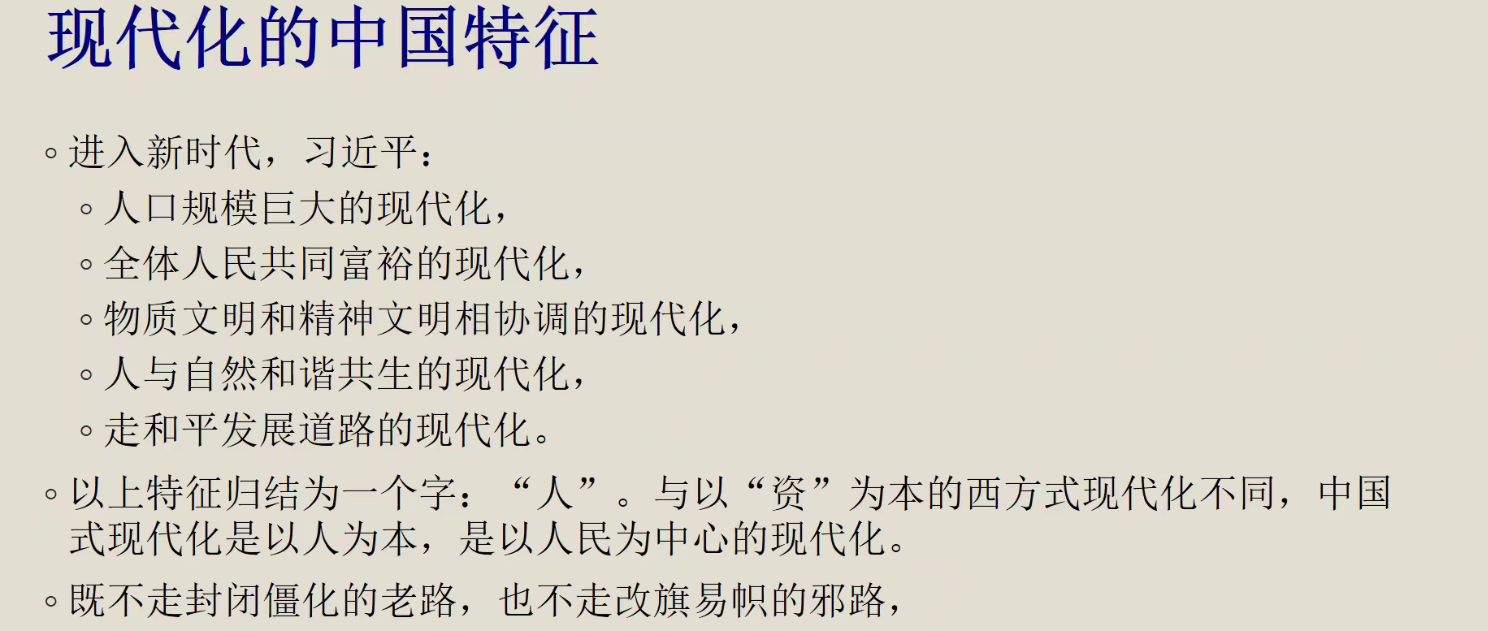 现代化的中国特征
◦ 进入新时代，习近平：
◦ 人口规模巨大的现代化，
◦ 全体人民共同富裕的现代化，
◦ 物质文明和精神文明相协调的现代化，
◦ 人与自然和谐共生的现代化，
◦ 走和平发展道路的现代化。
◦ 以上特征归结为一个字：“人”。与以“资”为本的西方式现代化不同，中国
式现代化是以人为本，是以人民为中心的现代化。
◦ 既不走封闭僵化的老路，也不走改旗易帜的邪路，